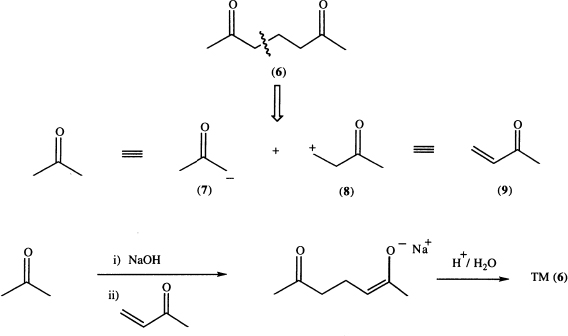 O O
(6)
O O O O
≡ − + + ≡
(7) (8) (9)
O i) NaOH O O⁻ Na⁺ H⁺/ H₂O TM (6)
ii) O